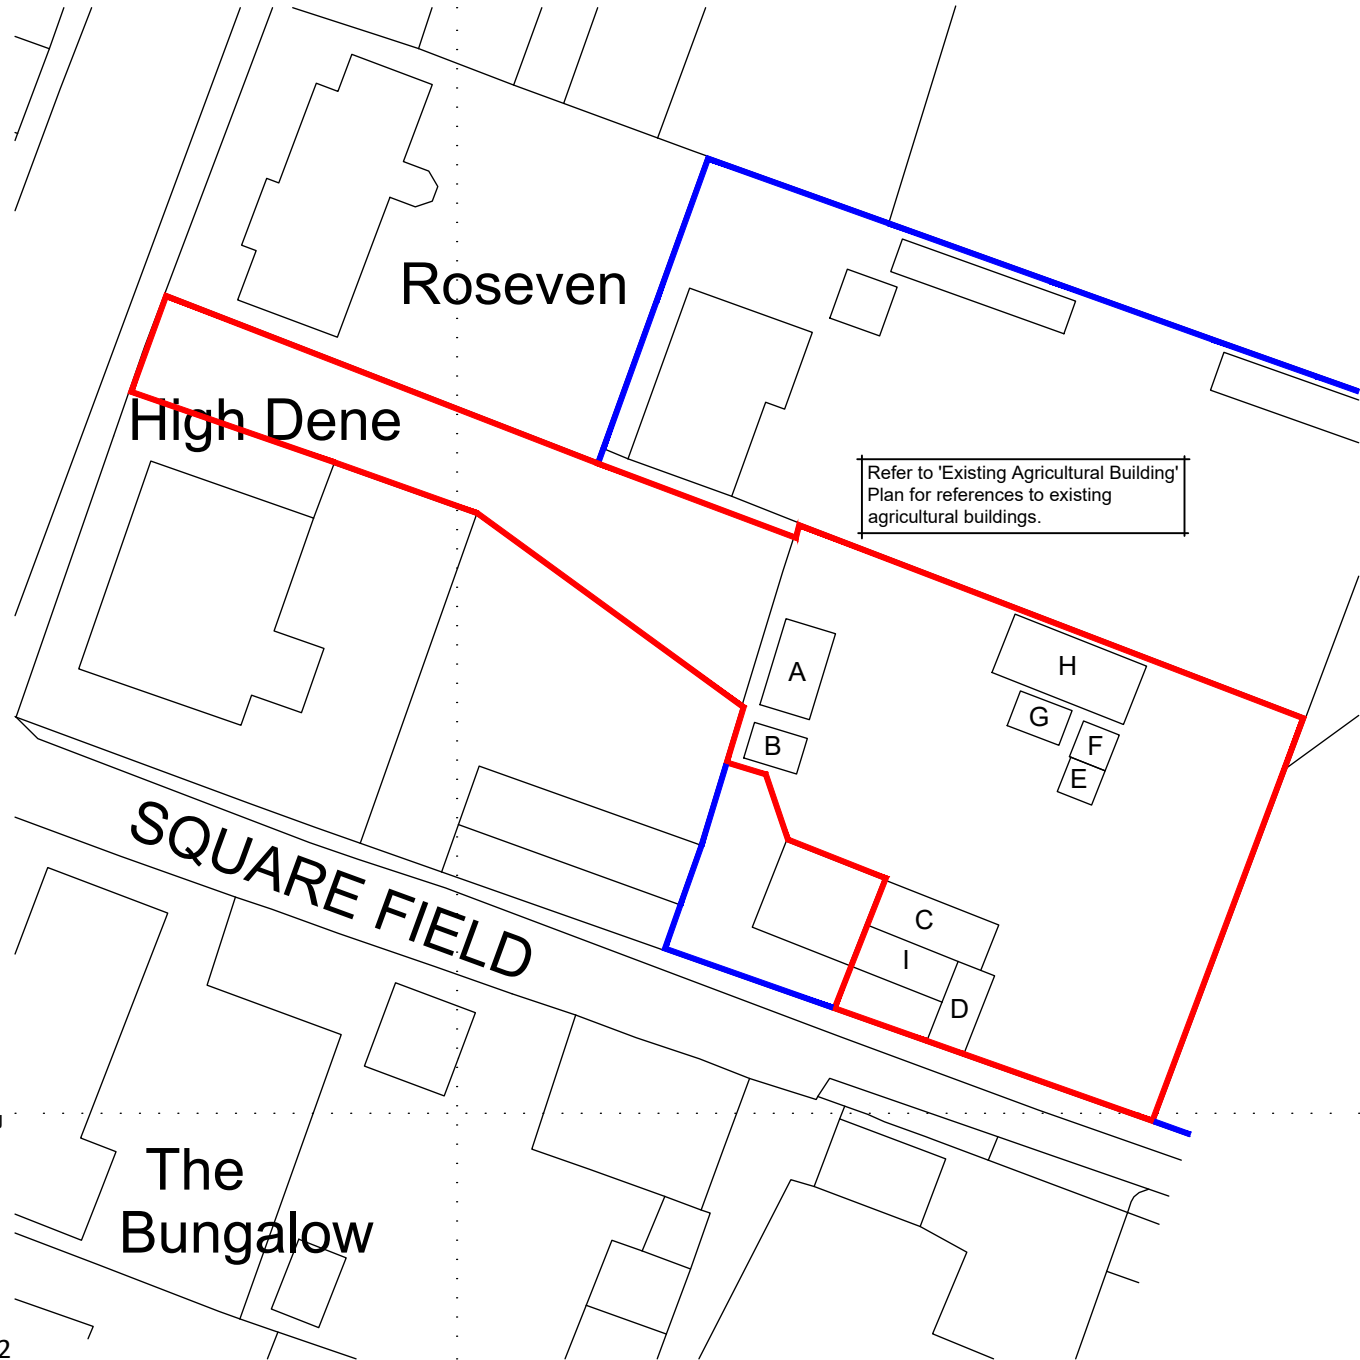 Roseven
High Dene
Refer to 'Existing Agricultural Building'
Plan for references to existing
agricultural buildings.
A
H
G
B
F
E
SQUARE FIELD
C
I
D
The
Bungalow
2